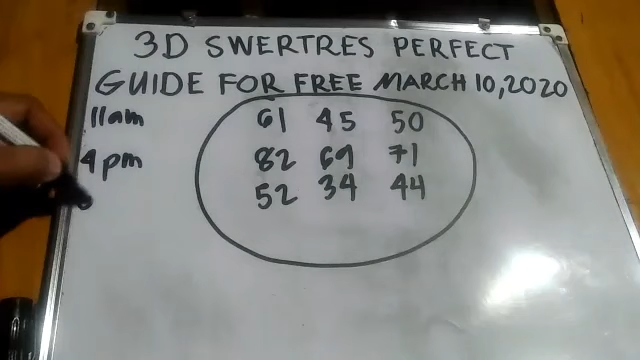 3D SWERTRES PERFECT
GUIDE FOR FREE MARCH 10, 2020
11am 61 45 50
4pm 82 69 71
52 34 44